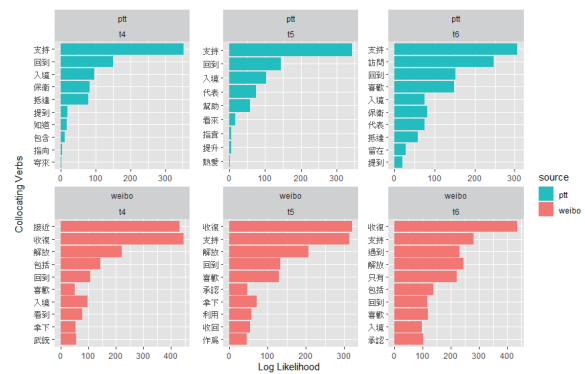 ptt
t4
支持
回到
入境
保衛
抵達
提到
知道
包含
指向
寄來
0 100 200 300
ptt
t5
支持
回到
入境
代表
幫助
看來
指責
提升
熱愛
0 100 200 300
ptt
t6
支持
訪問
回到
喜歡
入境
保衛
代表
抵達
留在
提到
0 100 200 300
weibo
t4
接近
收復
解放
包括
回到
喜歡
入境
看到
拿下
武統
0 100 200 300 400
weibo
t5
收復
支持
解放
回到
喜歡
承認
拿下
利用
收回
作為
0 100 200 300
weibo
t6
收復
支持
遇到
解放
只有
包括
回到
喜歡
入境
承認
0 100 200 300 400
Collocating Verbs
Log Likelihood
source
ptt
weibo